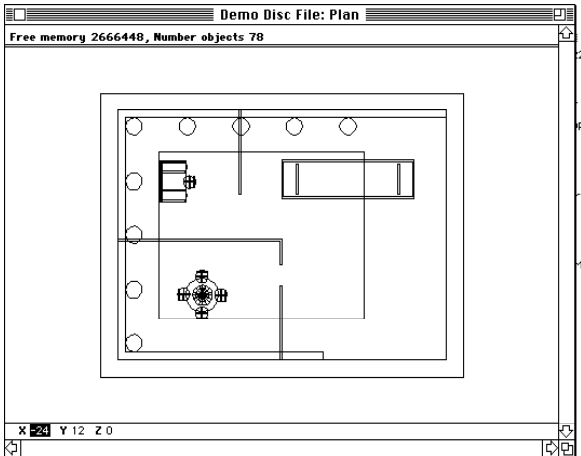 Demo Disc File: Plan
Free memory 2666448, Number objects 78
X -24 Y 12 Z 0